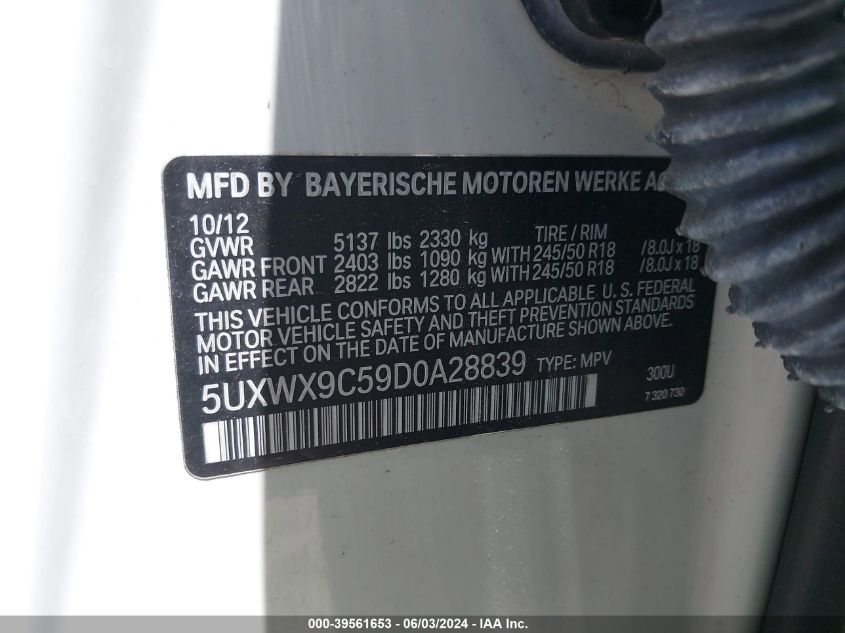 MFD BY BAYERISCHE MOTOREN WERKE AG
10/12 TIRE / RIM
GVWR 5137 lbs 2330 kg
GAWR FRONT 2403 lbs 1090 kg WITH 245/50 R18 /8.0J x 18
GAWR REAR 2822 lbs 1280 kg WITH 245/50 R18 /8.0J x 18
THIS VEHICLE CONFORMS TO ALL APPLICABLE U. S. FEDERAL
MOTOR VEHICLE SAFETY AND THEFT PREVENTION STANDARDS
IN EFFECT ON THE DATE OF MANUFACTURE SHOWN ABOVE.
5UXWX9C59D0A28839 TYPE: MPV 300U
7 320 730
000-39561653 - 06/03/2024 - IAA Inc.